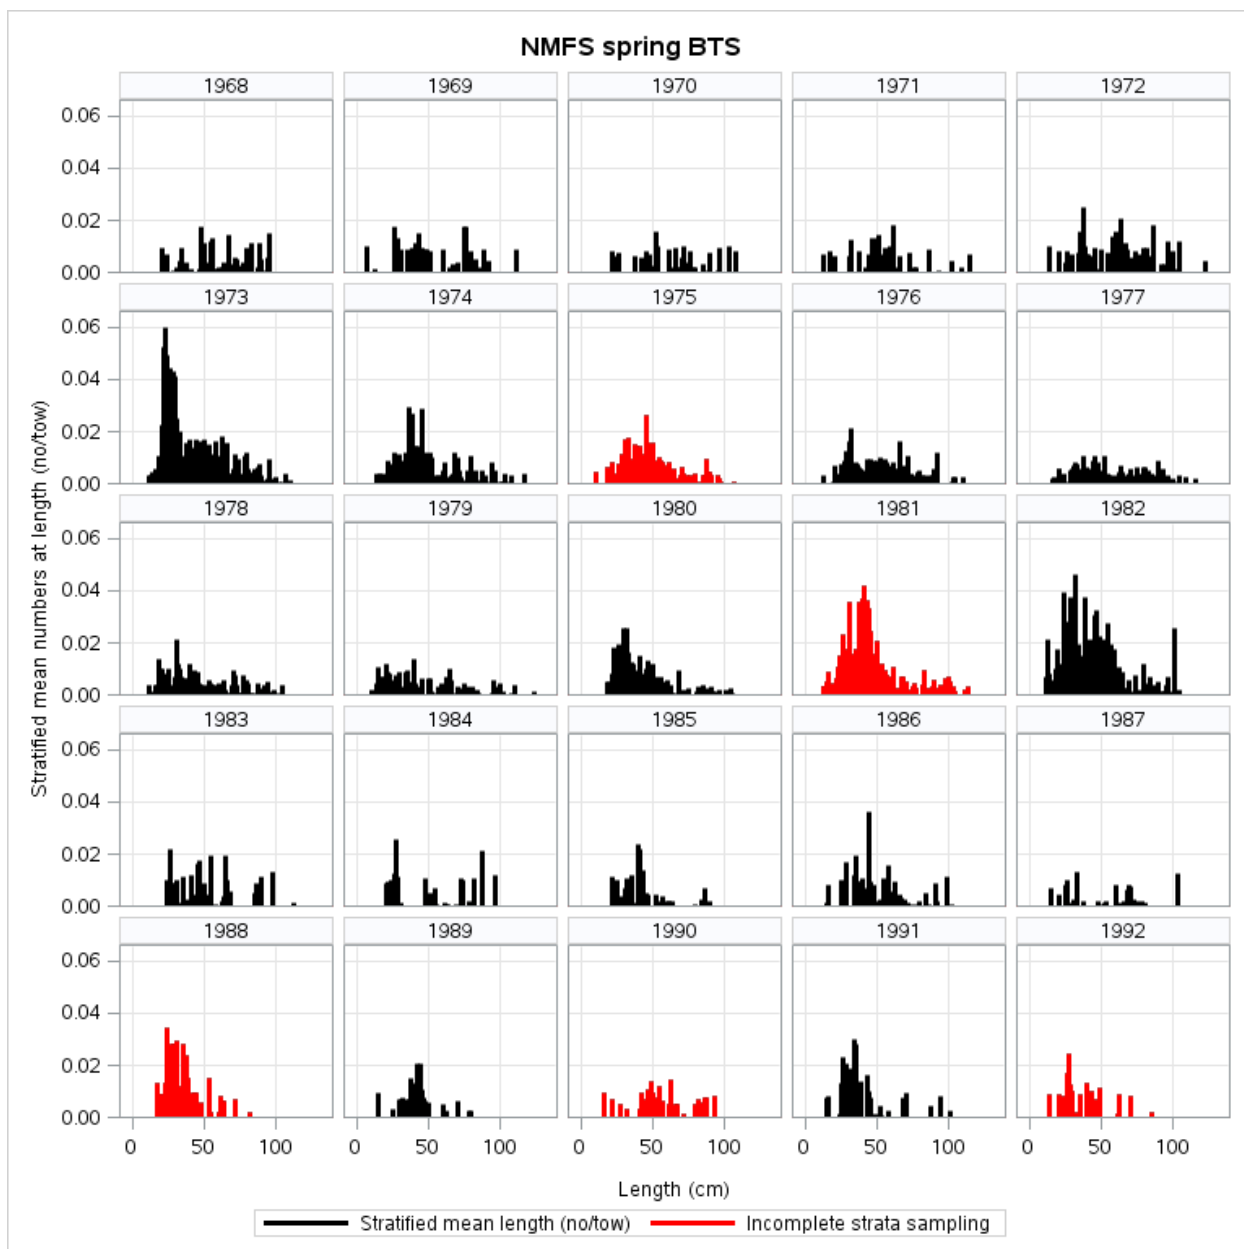 NMFS spring BTS
1968 1969 1970 1971 1972
0.06
0.04
0.02
0.00
1973 1974 1975 1976 1977
0.06
0.04
0.02
0.00
1978 1979 1980 1981 1982
0.06
0.04
0.02
0.00
1983 1984 1985 1986 1987
0.06
0.04
0.02
0.00
1988 1989 1990 1991 1992
0.06
0.04
0.02
0.00
Stratified mean numbers at length (no/tow)
0 50 100 0 50 100 0 50 100 0 50 100 0 50 100
Length (cm)
Stratified mean length (no/tow) Incomplete strata sampling